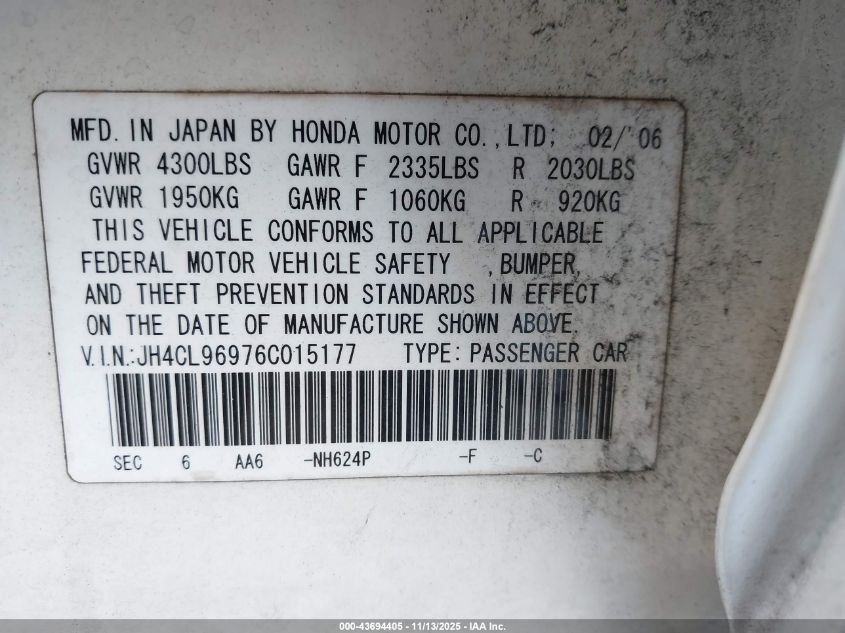 MFD. IN JAPAN BY HONDA MOTOR CO.,LTD; 02/'06
GVWR 4300LBS GAWR F 2335LBS R 2030LBS
GVWR 1950KG GAWR F 1060KG R 920KG
THIS VEHICLE CONFORMS TO ALL APPLICABLE
FEDERAL MOTOR VEHICLE SAFETY ,BUMPER,
AND THEFT PREVENTION STANDARDS IN EFFECT
ON THE DATE OF MANUFACTURE SHOWN ABOVE.
V.I.N.:JH4CL96976C015177 TYPE: PASSENGER CAR
SEC 6 AA6 -NH624P -F -C
000-43694405 - 11/13/2025 - IAA Inc.